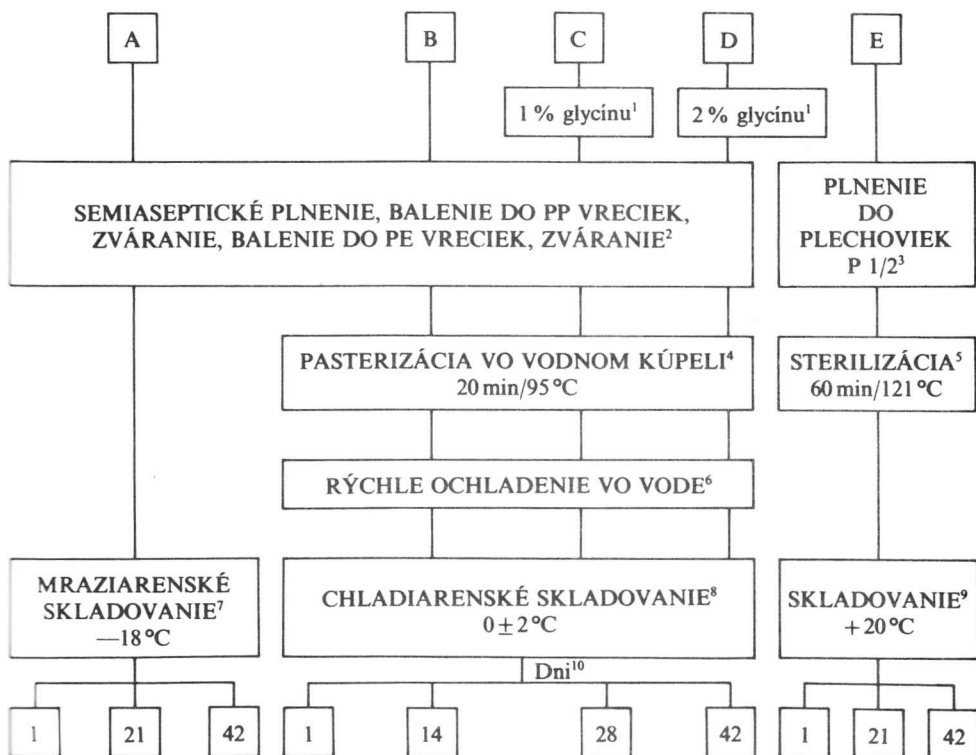 A B C D E
1 % glycínu¹ 2 % glycínu¹
SEMIASEPTICKÉ PLNENIE, BALENIE DO PP VRECIEK,
ZVÁRANIE, BALENIE DO PE VRECIEK, ZVÁRANIE²
PLNENIE
DO
PLECHOVIEK
P 1/2³
PASTERIZÁCIA VO VODNOM KÚPELI⁴
20 min/95 °C
STERILIZÁCIA⁵
60 min/121 °C
RÝCHLE OCHLADENIE VO VODE⁶
MRAZIARENSKÉ
SKLADOVANIE⁷
—18 °C
CHLADIARENSKÉ SKLADOVANIE⁸
0 ± 2 °C
SKLADOVANIE⁹
+ 20 °C
Dni¹⁰
1 21 42 1 14 28 42 1 21 42